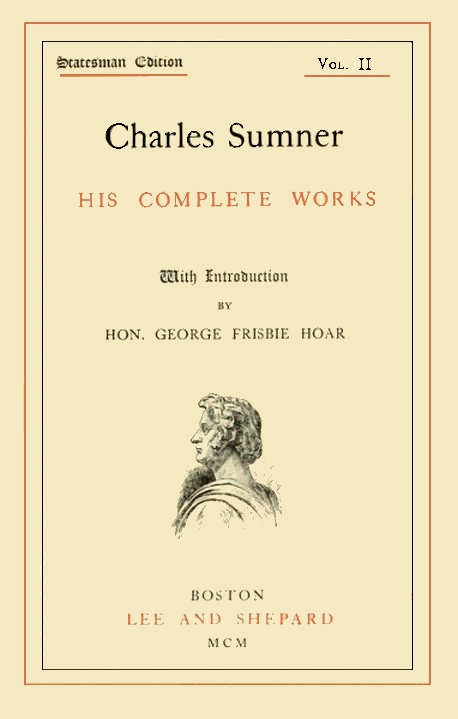 Statesman Edition Vol. II
Charles Sumner
HIS COMPLETE WORKS
With Introduction
BY
HON. GEORGE FRISBIE HOAR
BOSTON
LEE AND SHEPARD
MCM